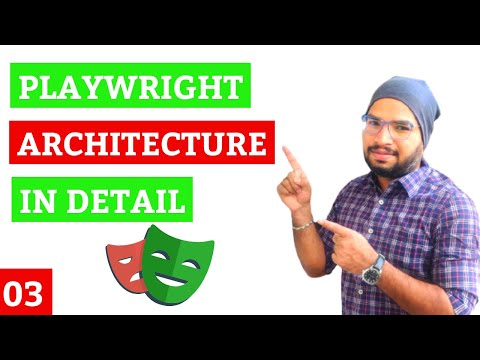 PLAYWRIGHT
ARCHITECTURE
IN DETAIL
03